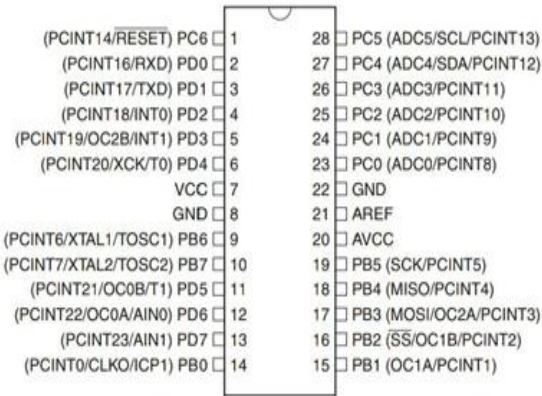 (PCINT14/RESET) PC6 1 28 PC5 (ADC5/SCL/PCINT13)
(PCINT16/RXD) PD0 2 27 PC4 (ADC4/SDA/PCINT12)
(PCINT17/TXD) PD1 3 26 PC3 (ADC3/PCINT11)
(PCINT18/INT0) PD2 4 25 PC2 (ADC2/PCINT10)
(PCINT19/OC2B/INT1) PD3 5 24 PC1 (ADC1/PCINT9)
(PCINT20/XCK/T0) PD4 6 23 PC0 (ADC0/PCINT8)
VCC 7 22 GND
GND 8 21 AREF
(PCINT6/XTAL1/TOSC1) PB6 9 20 AVCC
(PCINT7/XTAL2/TOSC2) PB7 10 19 PB5 (SCK/PCINT5)
(PCINT21/OC0B/T1) PD5 11 18 PB4 (MISO/PCINT4)
(PCINT22/OC0A/AIN0) PD6 12 17 PB3 (MOSI/OC2A/PCINT3)
(PCINT23/AIN1) PD7 13 16 PB2 (SS/OC1B/PCINT2)
(PCINT0/CLKO/ICP1) PB0 14 15 PB1 (OC1A/PCINT1)